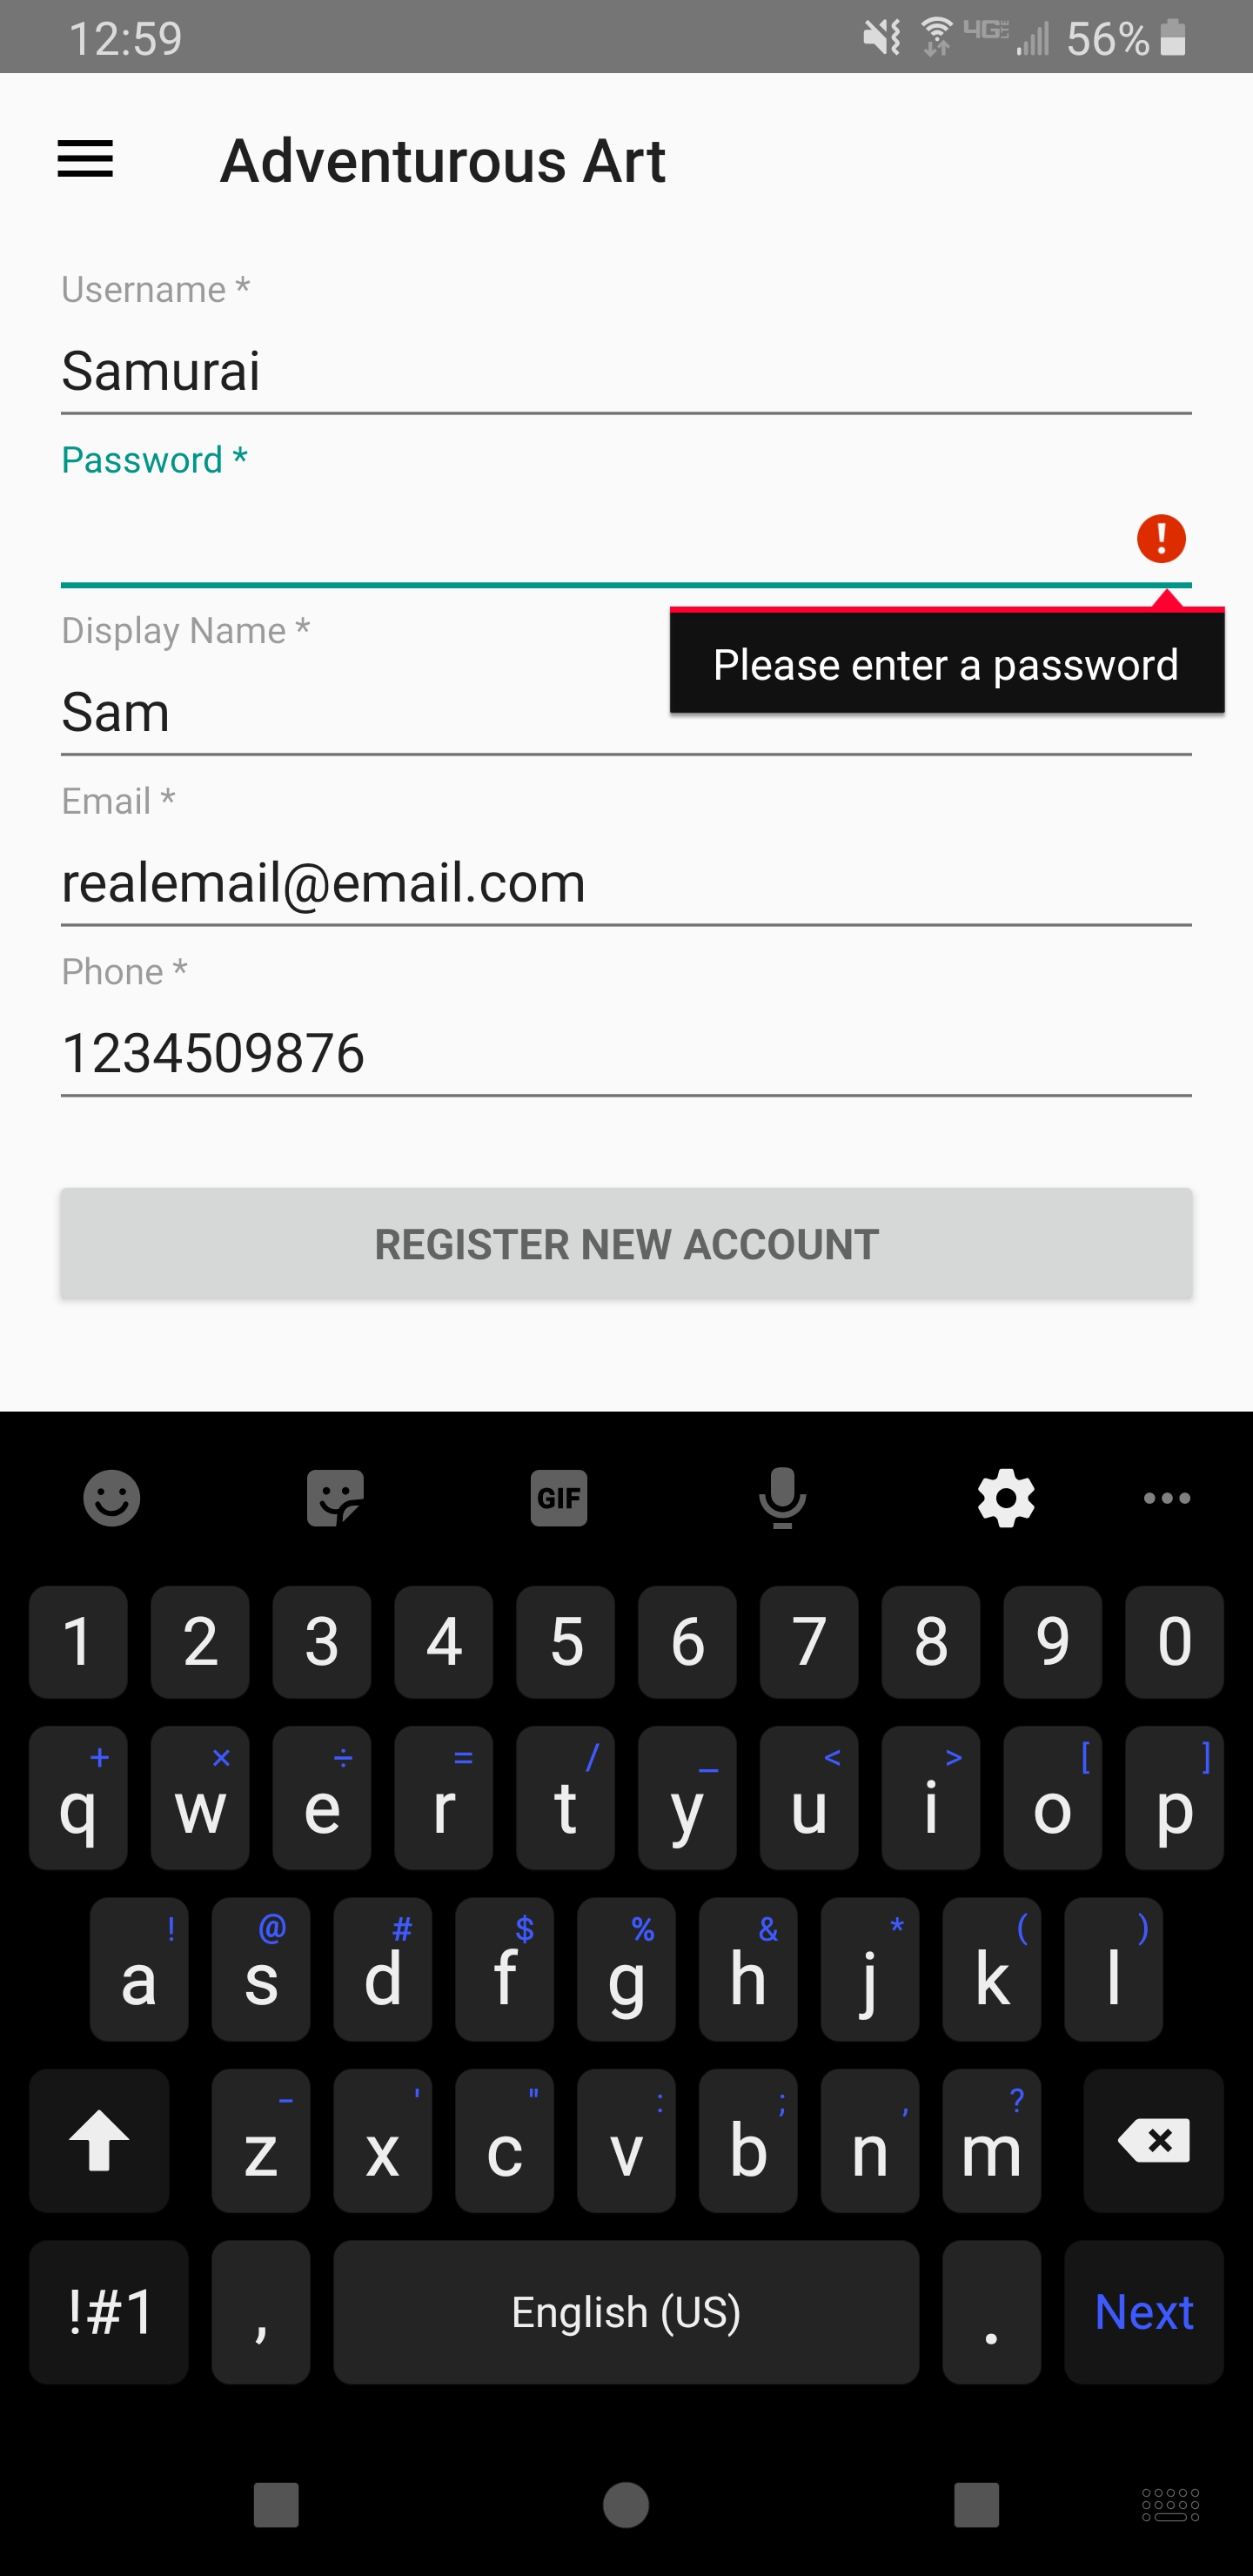 12:59 4G LTE 56%
Adventurous Art
Username *
Samurai
Password *
!
Display Name *
Please enter a password
Sam
Email *
realemail@email.com
Phone *
1234509876
REGISTER NEW ACCOUNT
GIF
1 2 3 4 5 6 7 8 9 0
+ × ÷ = / _ < > [ ]
q w e r t y u i o p
! @ # $ % & * ( )
a s d f g h j k l
- ' " : ; , ?
z x c v b n m
!#1 , English (US) . Next